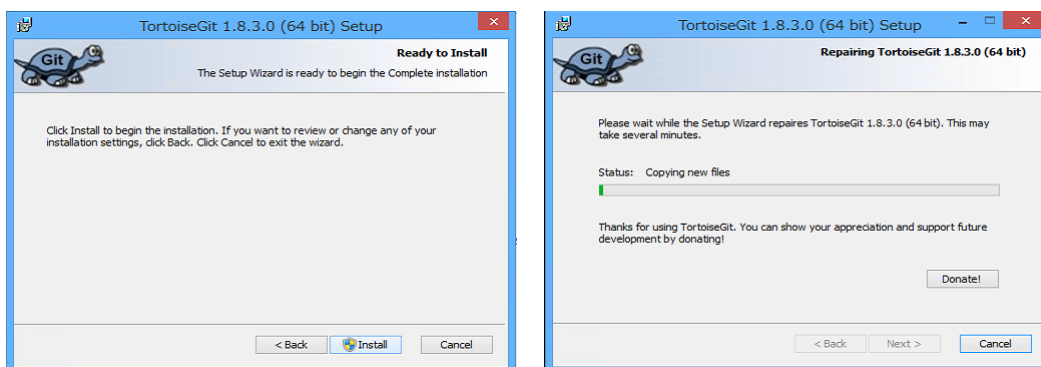 TortoiseGit 1.8.3.0 (64 bit) Setup
Git
Ready to Install
The Setup Wizard is ready to begin the Complete installation
Click Install to begin the installation. If you want to review or change any of your
installation settings, click Back. Click Cancel to exit the wizard.
< Back
Install
Cancel
TortoiseGit 1.8.3.0 (64 bit) Setup
Git
Repairing TortoiseGit 1.8.3.0 (64 bit)
Please wait while the Setup Wizard repaires TortoiseGit 1.8.3.0 (64 bit). This may
take several minutes.
Status: Copying new files
Thanks for using TortoiseGit. You can show your appreciation and support future
development by donating!
Donate!
< Back
Next >
Cancel